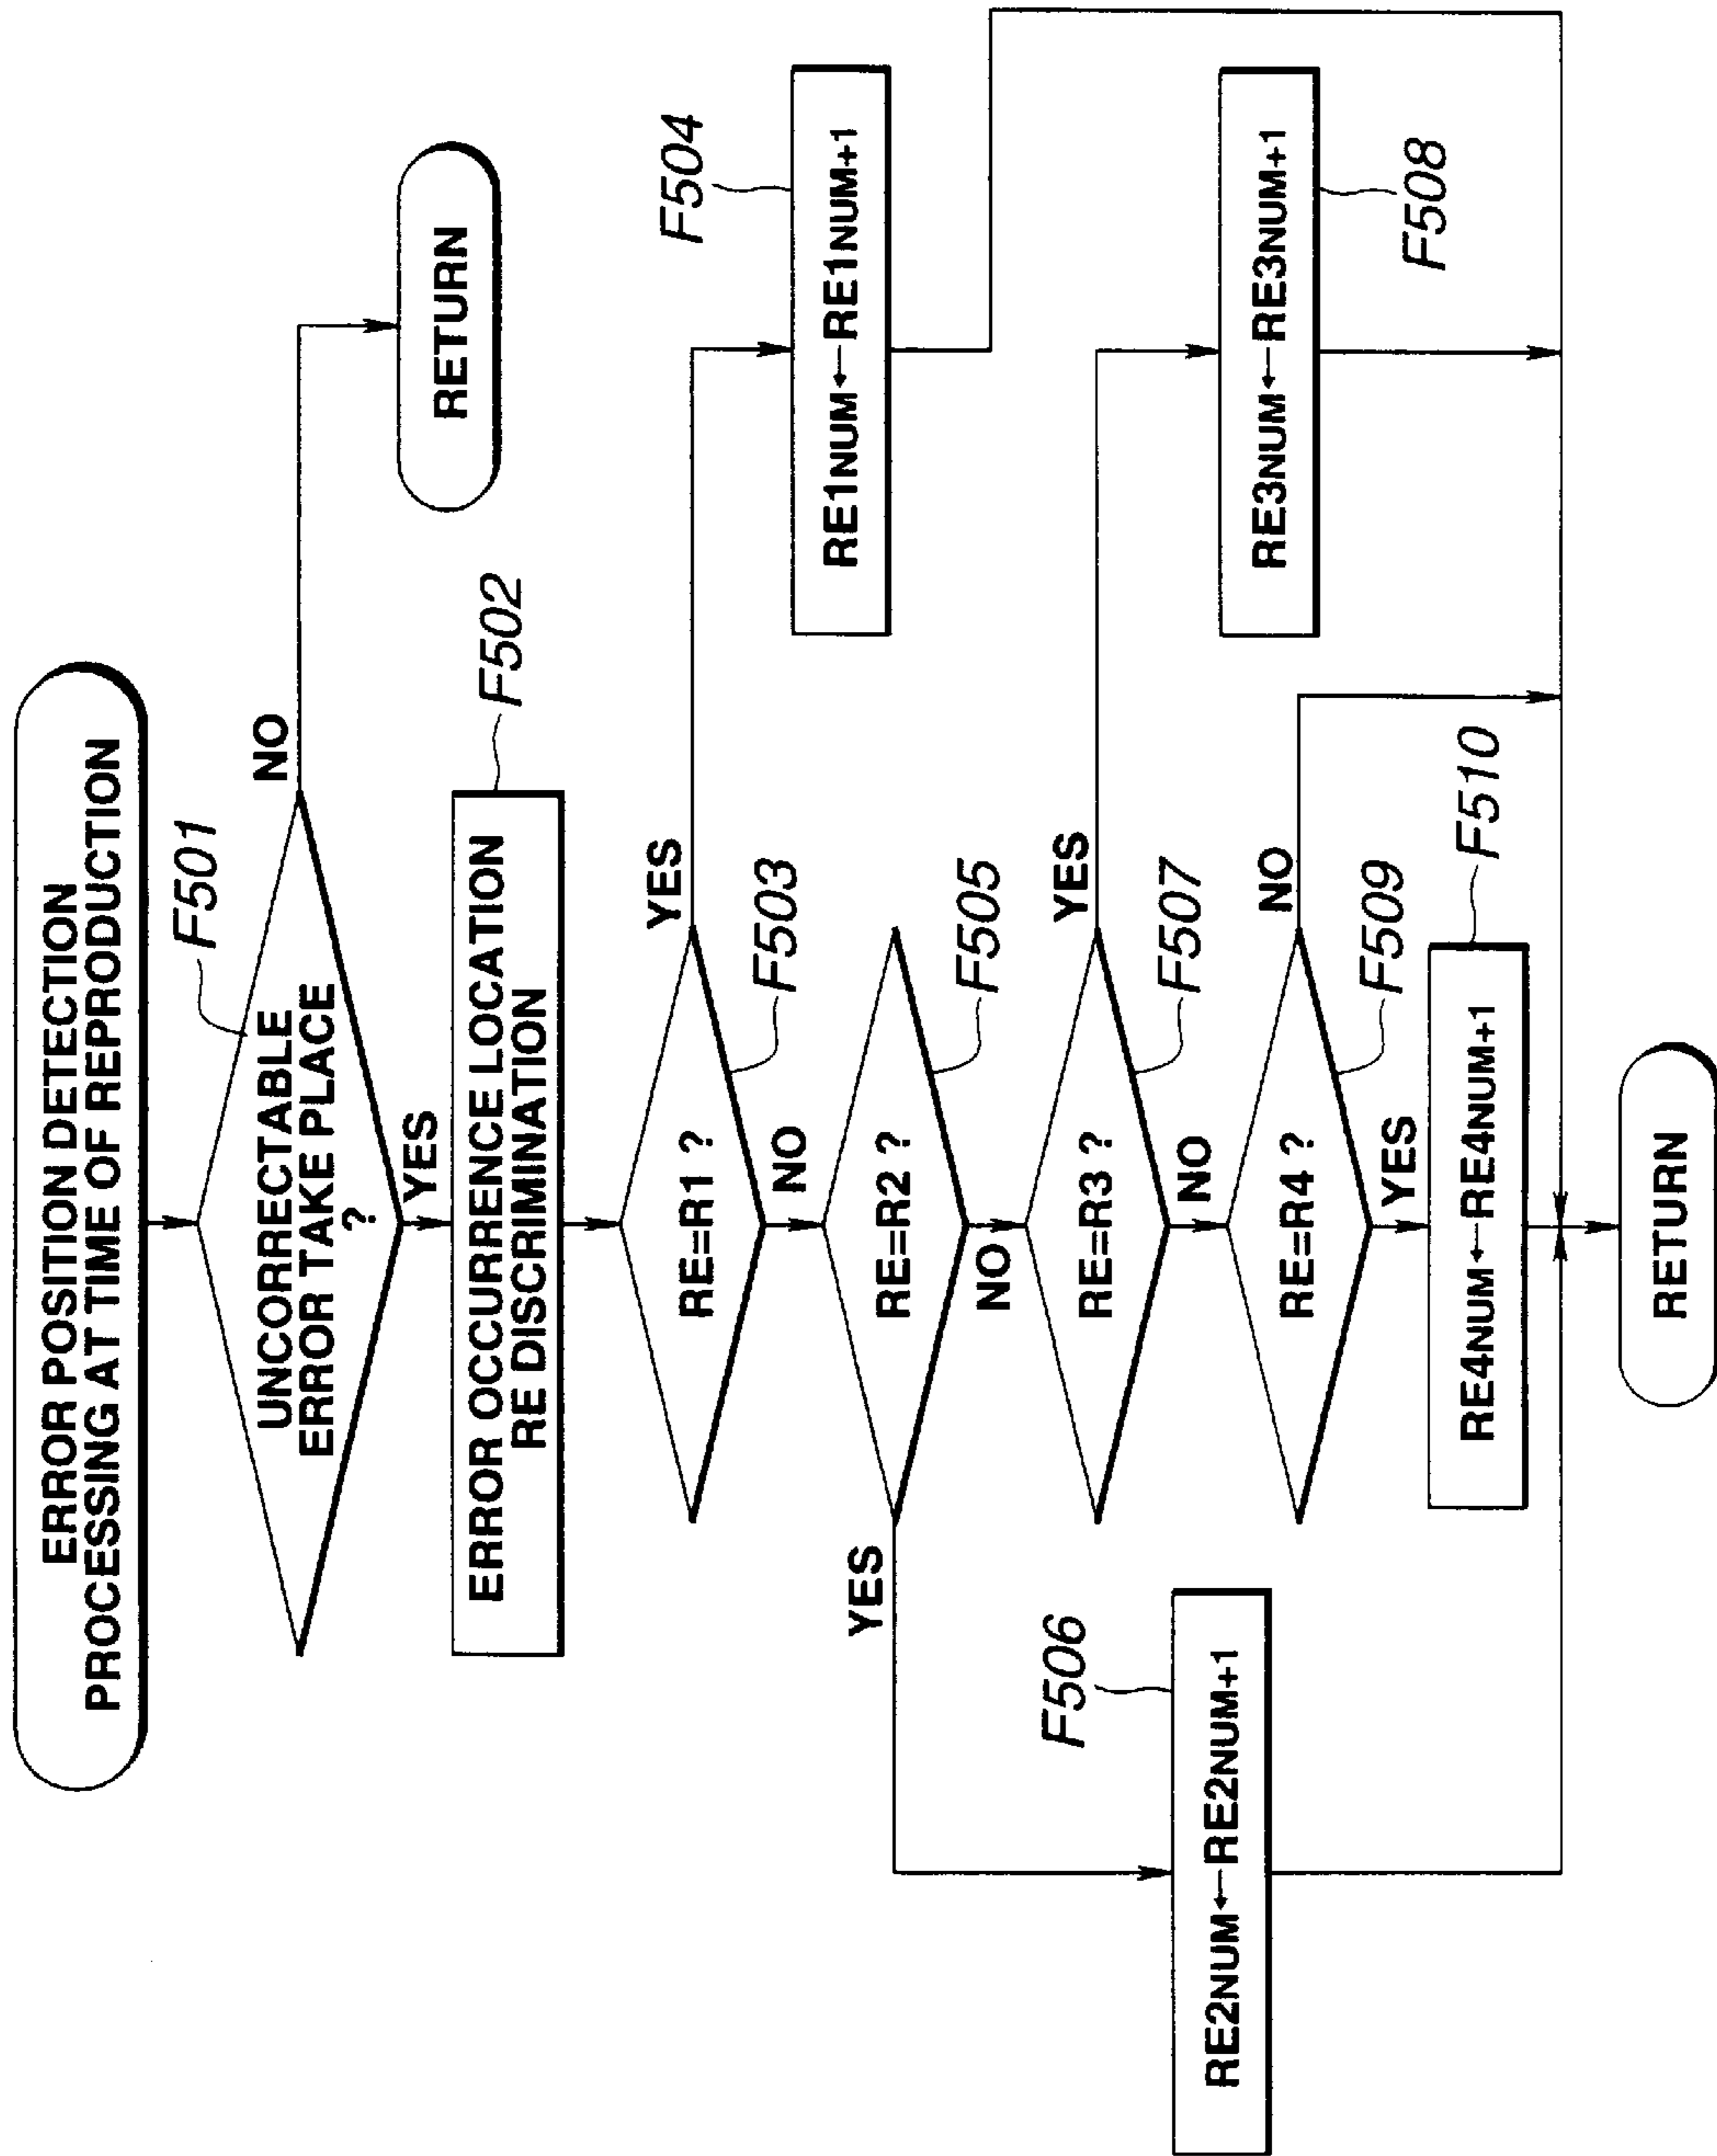 ERROR POSITION DETECTION
PROCESSING AT TIME OF REPRODUCTION
F501
UNCORRECTABLE
ERROR TAKE PLACE
?
NO
RETURN
YES
F502
ERROR OCCURRENCE LOCATION
RE DISCRIMINATION
RE=R1 ?
YES
F503
F504
RE1NUM←RE1NUM+1
NO
RE=R2 ?
YES
F505
F506
RE2NUM←RE2NUM+1
NO
RE=R3 ?
YES
F507
RE3NUM←RE3NUM+1
F508
NO
RE=R4 ?
NO
F509
YES
F510
RE4NUM←RE4NUM+1
RETURN